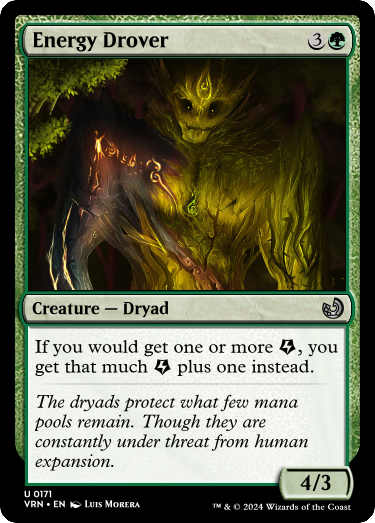 Energy Drover 3
Creature — Dryad
If you would get one or more , you
get that much plus one instead.
The dryads protect what few mana
pools remain. Though they are
constantly under threat from human
expansion.
4/3
U 0171
VRN • EN Luis Morera
™ & © 2024 Wizards of the Coast